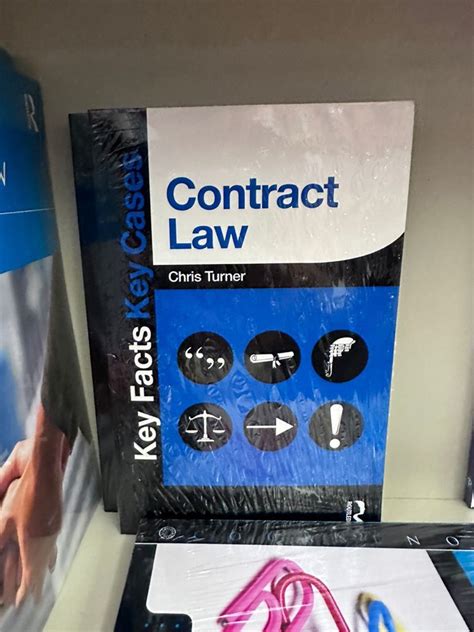 Contract
Law
Chris Turner
Key Facts Key Cases